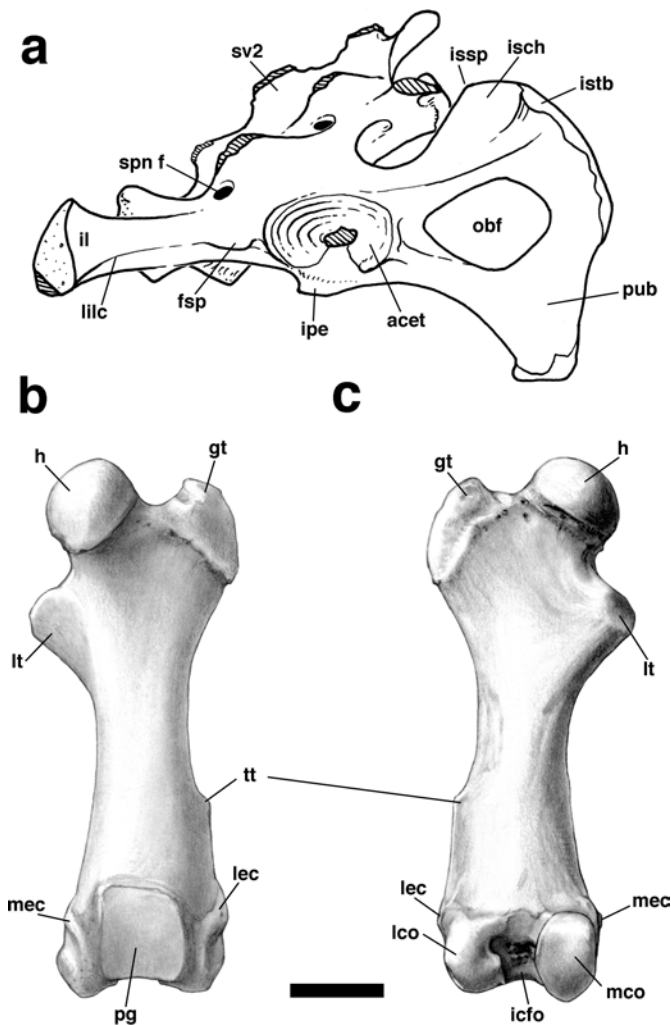 a
sv2
issp
isch
istb
spn f
il
obf
lilc
fsp
ipe
acet
pub
b
c
h
gt
gt
h
lt
lt
tt
mec
lec
lec
mec
lco
mco
pg
icfo